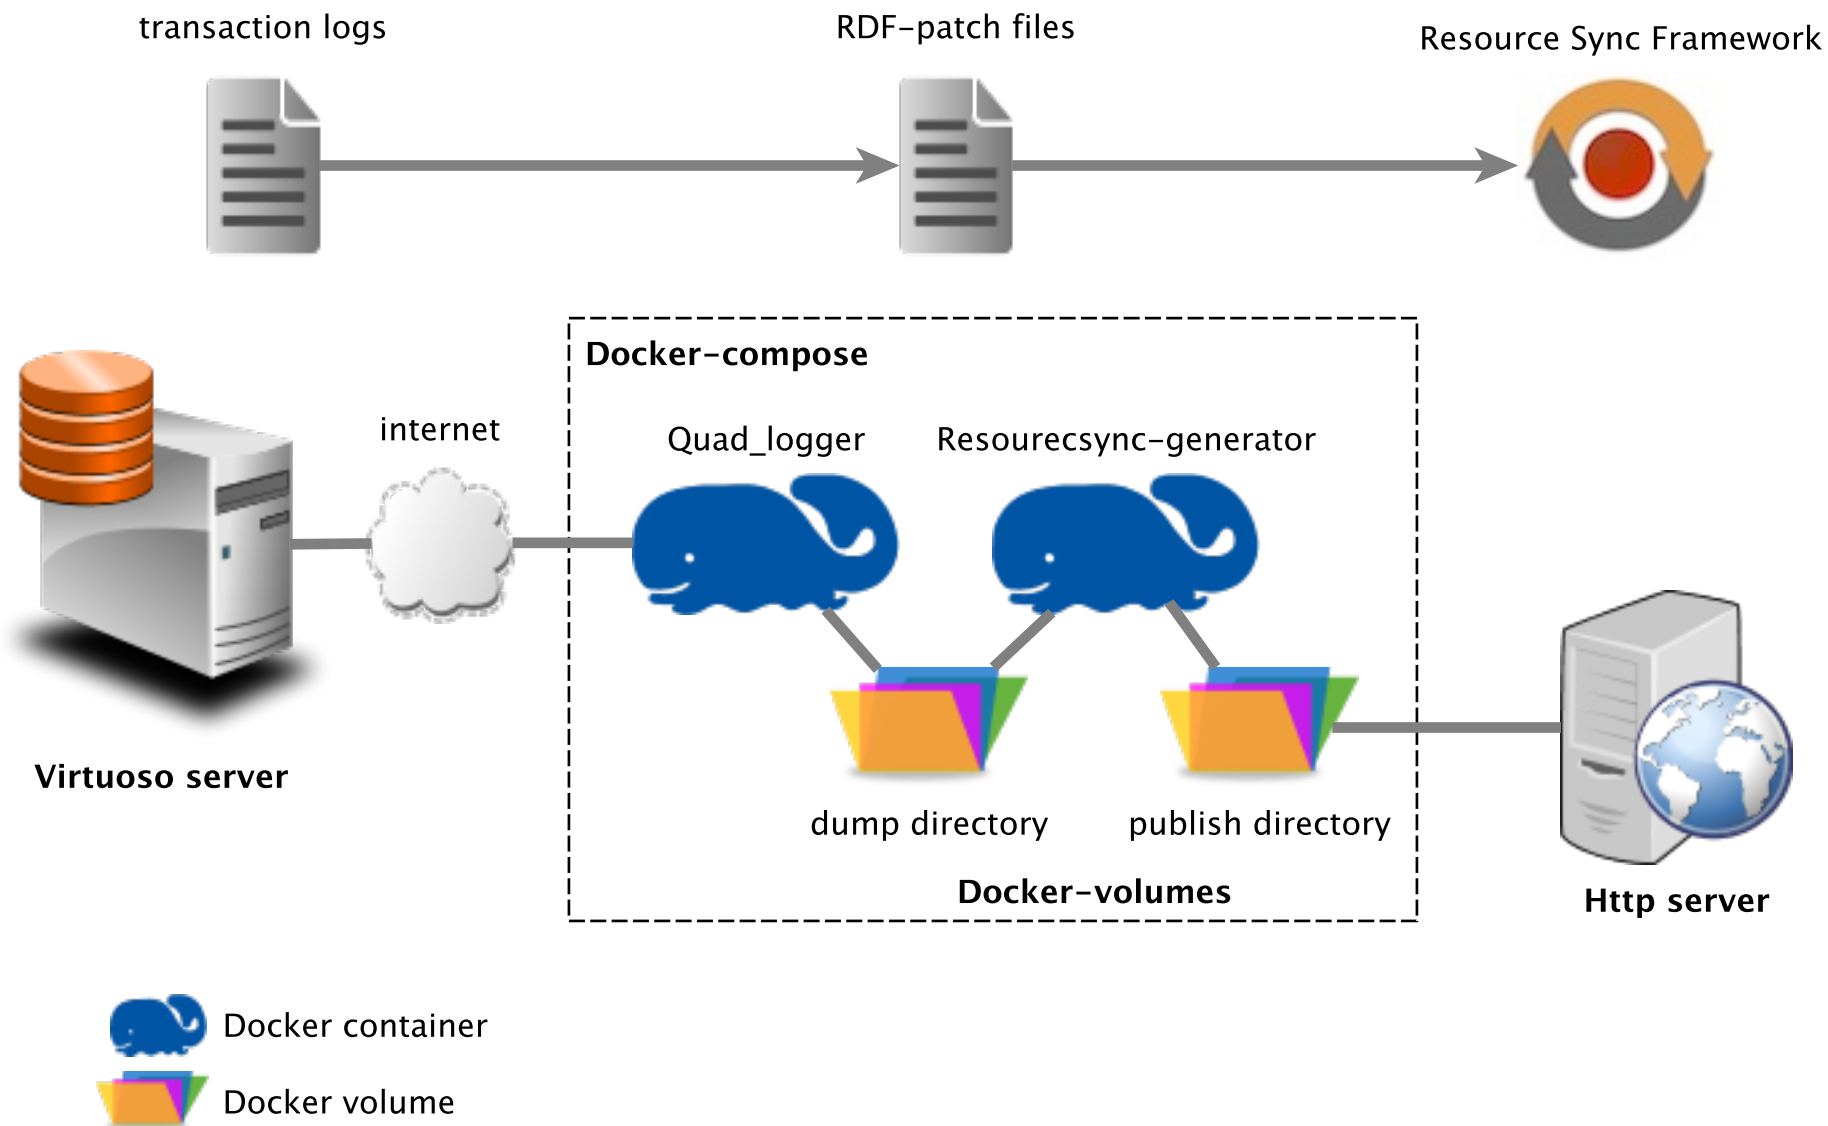 transaction logs
RDF-patch files
Resource Sync Framework
Docker-compose
internet
Quad_logger
Resourecsync-generator
Virtuoso server
dump directory
publish directory
Docker-volumes
Http server
Docker container
Docker volume